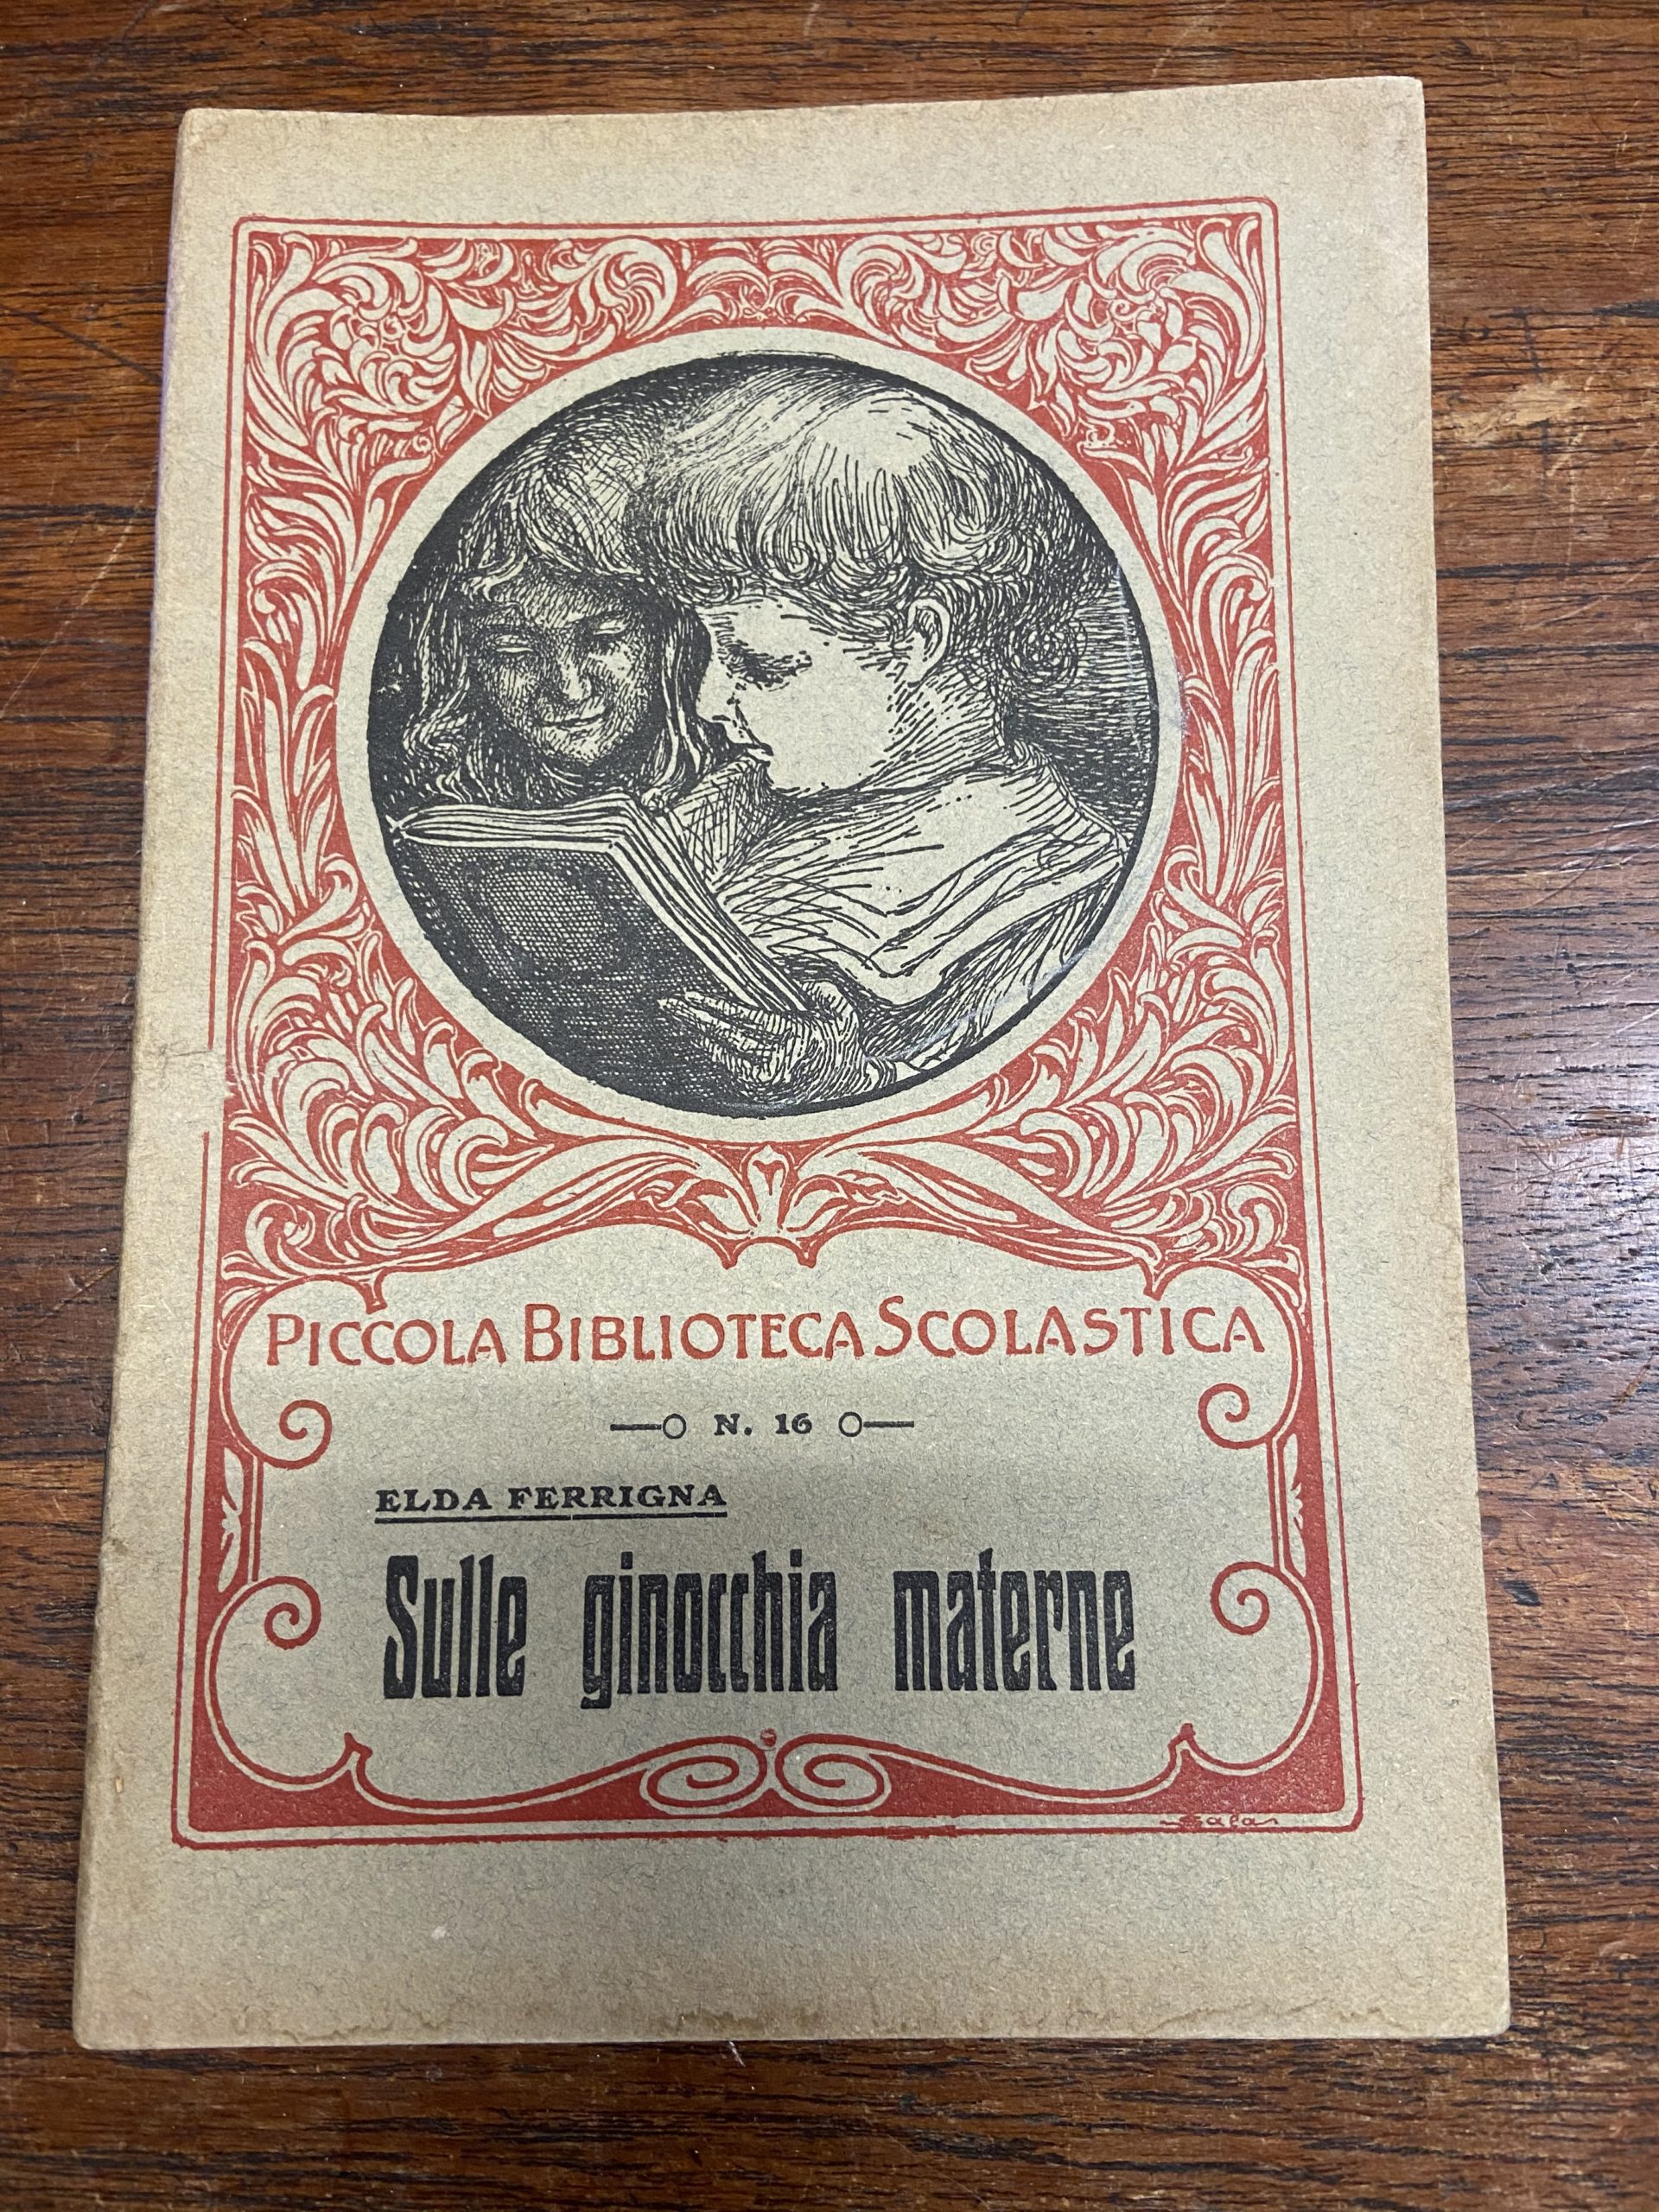 PICCOLA BIBLIOTECA SCOLASTICA
N. 16
ELDA FERRIGNA
Sulle ginocchia materne